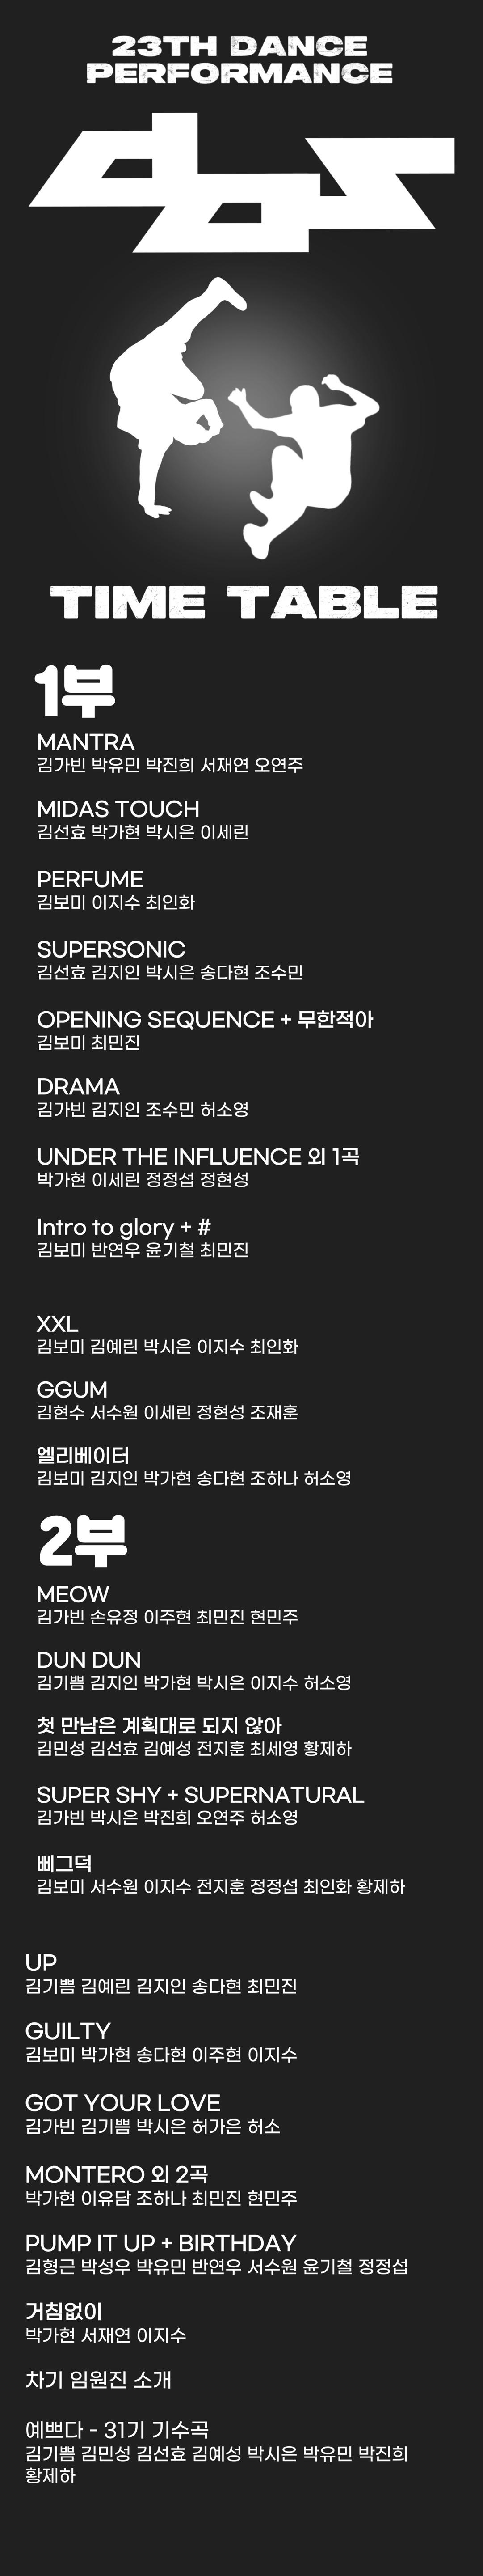 23TH DANCE
PERFORMANCE
dbs
TIME TABLE
1부
MANTRA
김가빈 박유민 박진희 서재연 오연주
MIDAS TOUCH
김선효 박가현 박시은 이세린
PERFUME
김보미 이지수 최인화
SUPERSONIC
김선효 김지인 박시은 송다현 조수민
OPENING SEQUENCE + 무한적아
김보미 최민진
DRAMA
김가빈 김지인 조수민 허소영
UNDER THE INFLUENCE 외 1곡
박가현 이세린 정정섭 정현성
Intro to glory + #
김보미 반연우 윤기철 최민진
XXL
김보미 김예린 박시은 이지수 최인화
GGUM
김현수 서수원 이세린 정현성 조재훈
엘리베이터
김보미 김지인 박가현 송다현 조하나 허소영
2부
MEOW
김가빈 손유정 이주현 최민진 현민주
DUN DUN
김기쁨 김지인 박가현 박시은 이지수 허소영
첫 만남은 계획대로 되지 않아
김민성 김선효 김예성 전지훈 최세영 황제하
SUPER SHY + SUPERNATURAL
김가빈 박시은 박진희 오연주 허소영
삐그덕
김보미 서수원 이지수 전지훈 정정섭 최인화 황제하
UP
김기쁨 김예린 김지인 송다현 최민진
GUILTY
김보미 박가현 송다현 이주현 이지수
GOT YOUR LOVE
김가빈 김기쁨 박시은 허가은 허소
MONTERO 외 2곡
박가현 이유담 조하나 최민진 현민주
PUMP IT UP + BIRTHDAY
김형근 박성우 박유민 반연우 서수원 윤기철 정정섭
거침없이
박가현 서재연 이지수
차기 임원진 소개
예쁘다 - 31기 기수곡
김기쁨 김민성 김선효 김예성 박시은 박유민 박진희
황제하